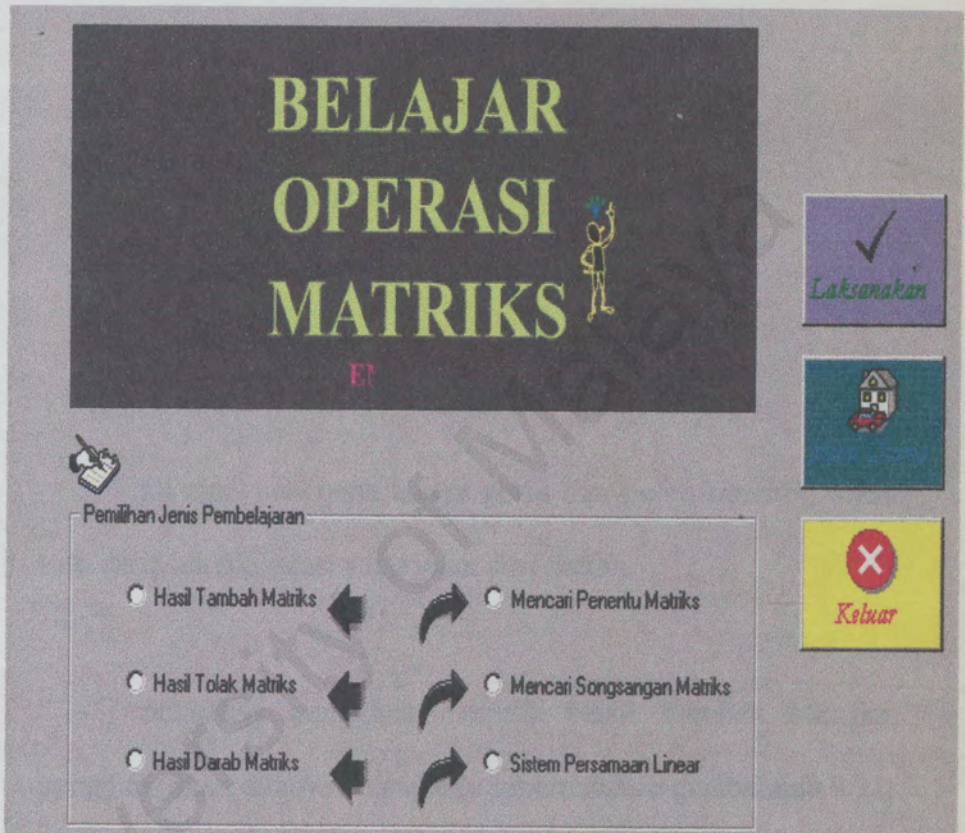 BELAJAR
OPERASI
MATRIKS
Laksanakan
Keluar
Pemilihan Jenis Pembelajaran
Hasil Tambah Matriks
Mencari Penentu Matriks
Hasil Tolak Matriks
Mencari Songsangan Matriks
Hasil Darab Matriks
Sistem Persamaan Linear